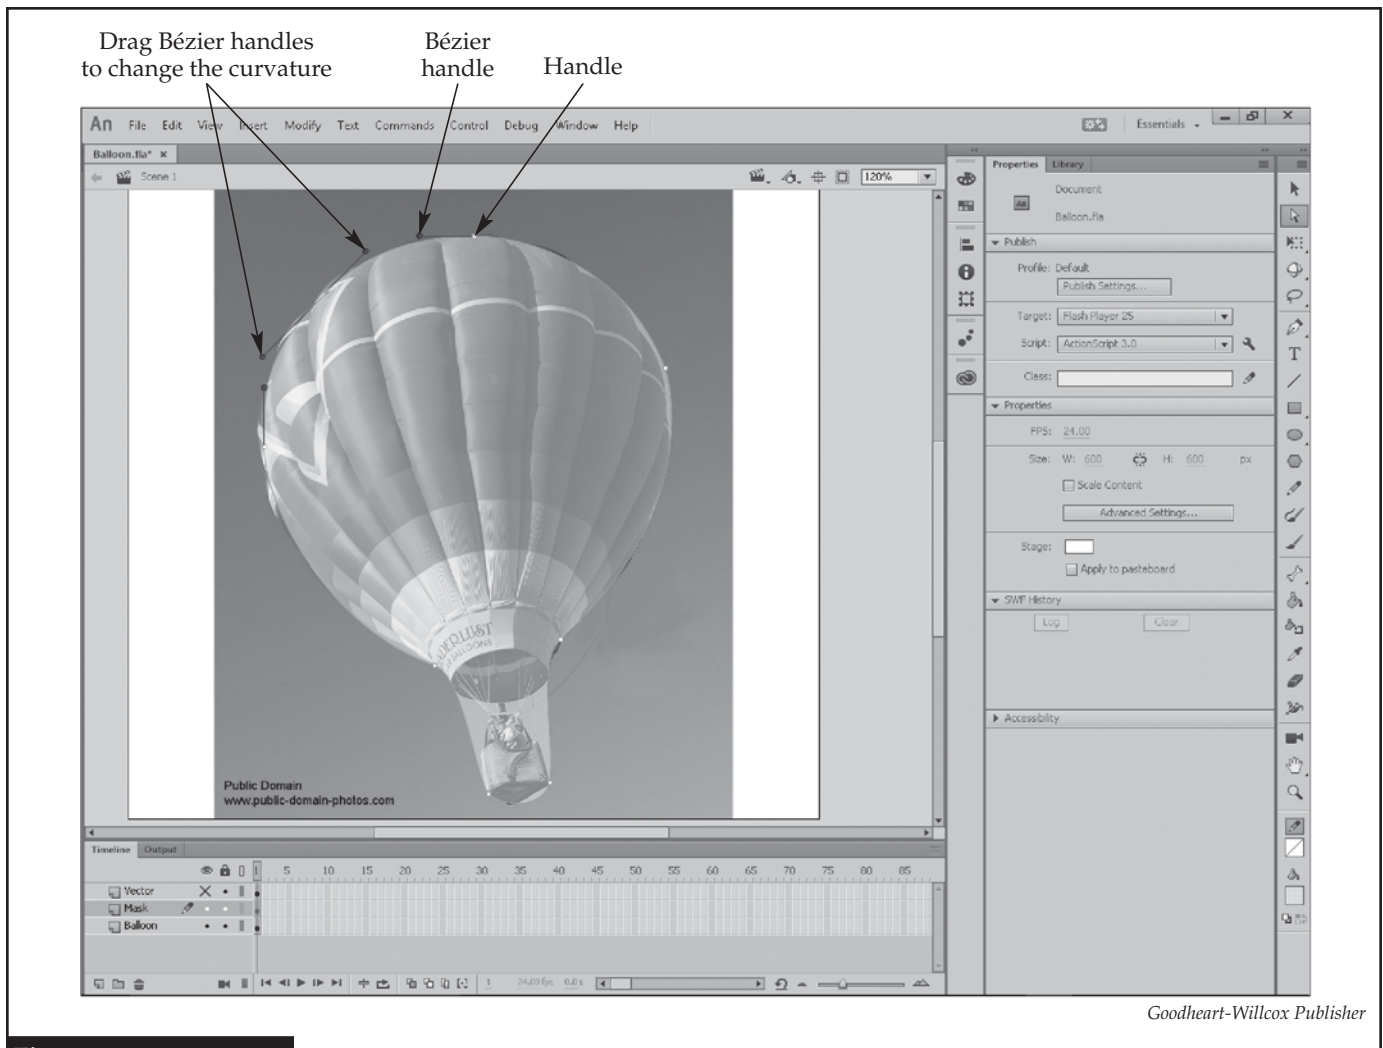 Drag Bézier handles
to change the curvature
Bézier
handle
Handle
An File Edit View Insert Modify Text Commands Control Debug Window Help
Essentials
Balloon.fla*
Scene 1
120%
Properties Library
Document
Balloon.fla
Publish
Profile: Default
Publish Settings...
Target: Flash Player 25
Script: ActionScript 3.0
Class:
Properties
FPS: 24.00
Size: W: 600 H: 600 px
Scale Content
Advanced Settings...
Stage:
Apply to pasteboard
SWF History
Log Clear
Accessibility
Public Domain
www.public-domain-photos.com
Timeline Output
1 5 10 15 20 25 30 35 40 45 50 55 60 65 70 75 80 85
Vector
Mask
Balloon
1 24.00 fps 0.0 s
Goodheart-Willcox Publisher